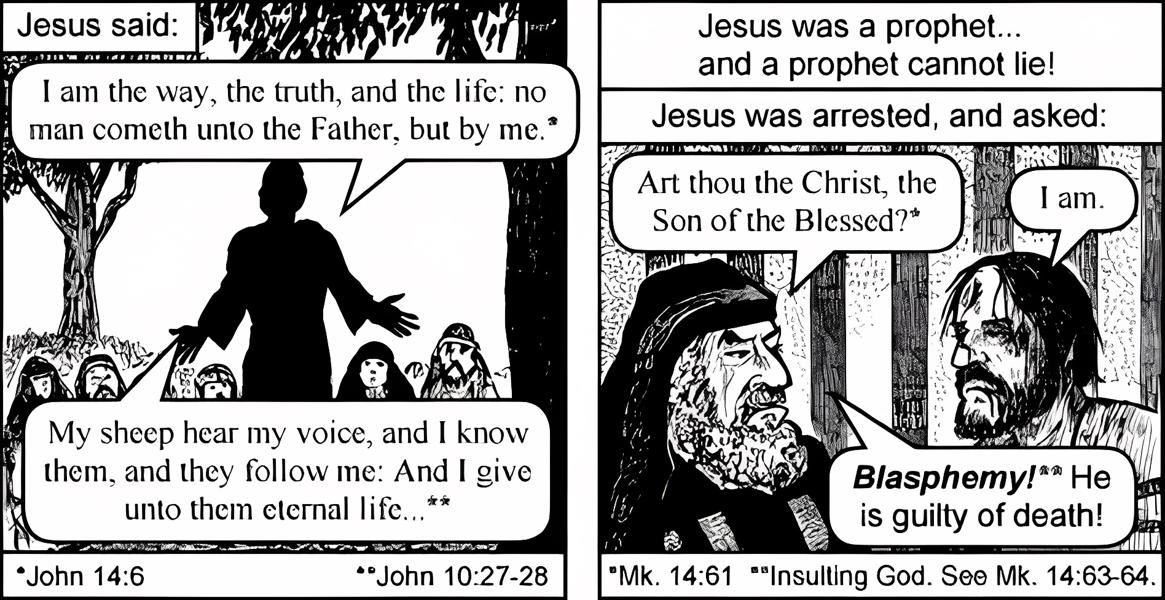 Jesus said:
I am the way, the truth, and the life: no
man cometh unto the Father, but by me.*
My sheep hear my voice, and I know
them, and they follow me: And I give
unto them eternal life...**
*John 14:6 **John 10:27-28
Jesus was a prophet...
and a prophet cannot lie!
Jesus was arrested, and asked:
Art thou the Christ, the
Son of the Blessed?*
I am.
Blasphemy!** He
is guilty of death!
*Mk. 14:61 **Insulting God. See Mk. 14:63-64.